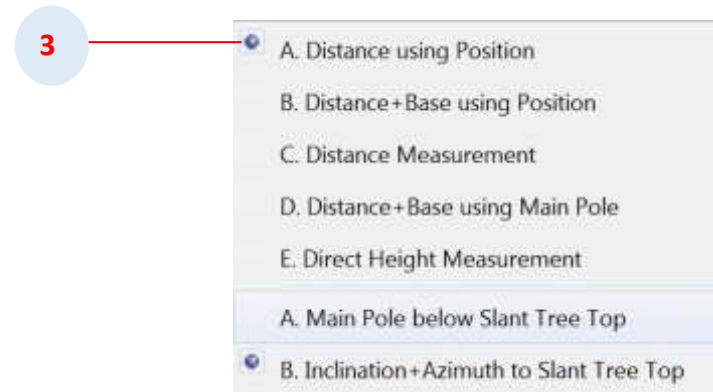 3
A. Distance using Position
B. Distance+Base using Position
C. Distance Measurement
D. Distance+Base using Main Pole
E. Direct Height Measurement
A. Main Pole below Slant Tree Top
B. Inclination+Azimuth to Slant Tree Top